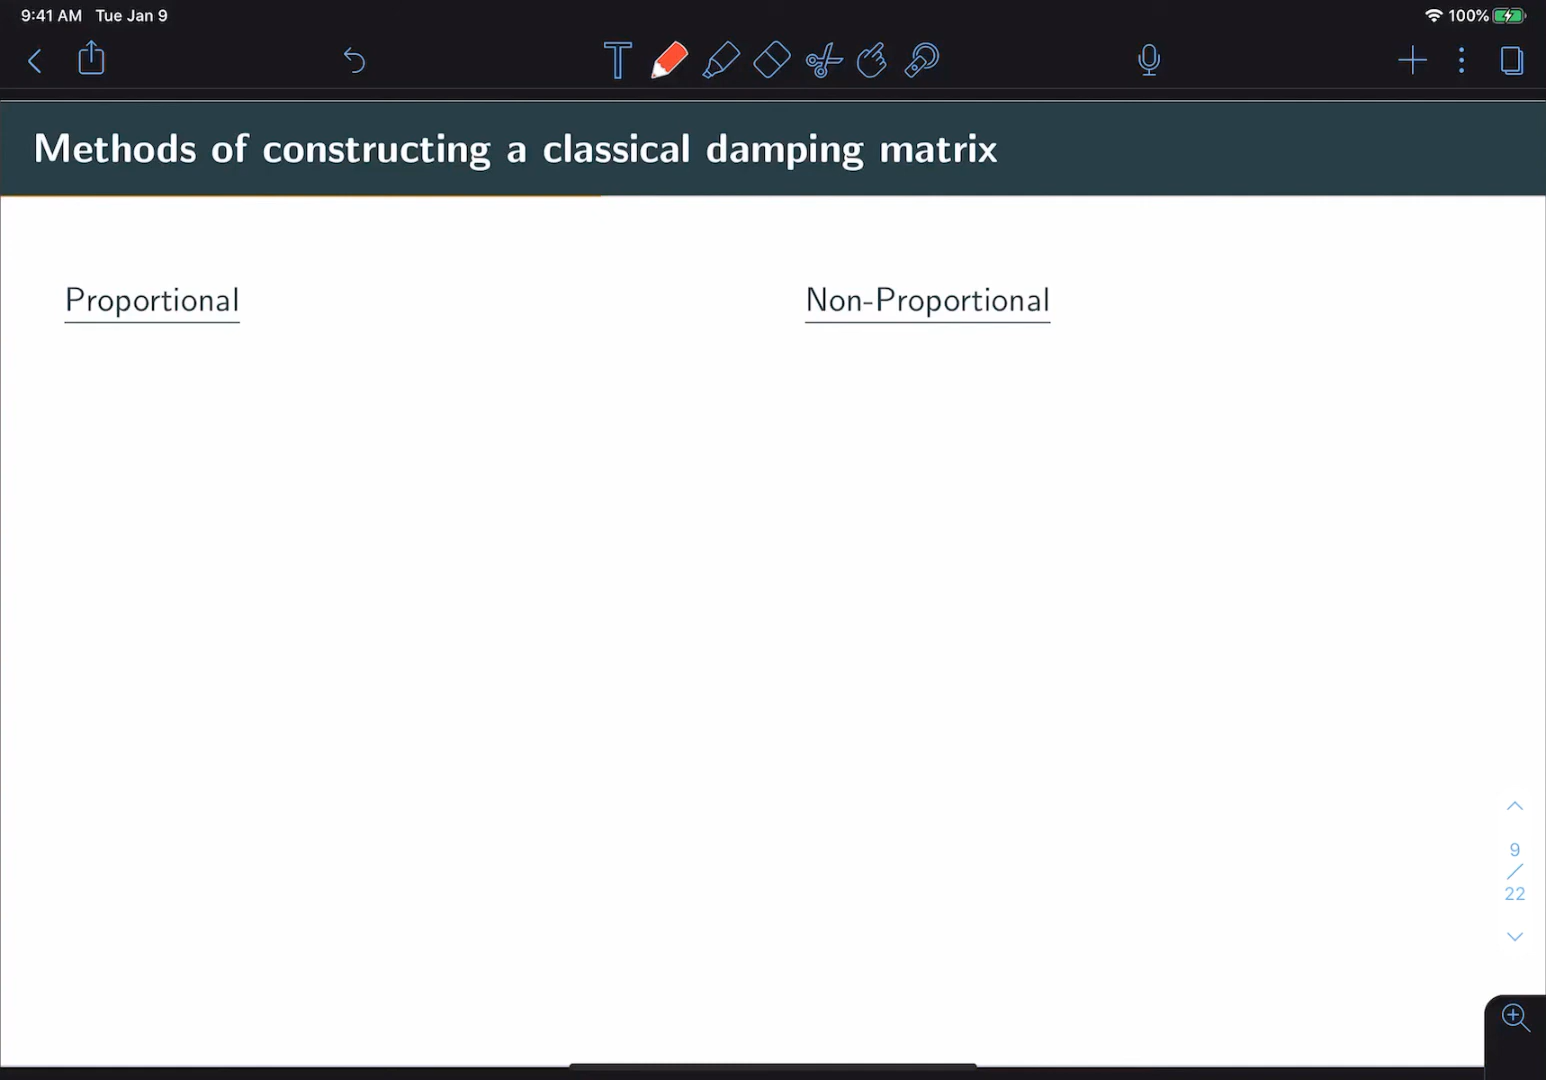 9:41 AM Tue Jan 9
100%
Methods of constructing a classical damping matrix
Proportional
Non-Proportional
9
/
22